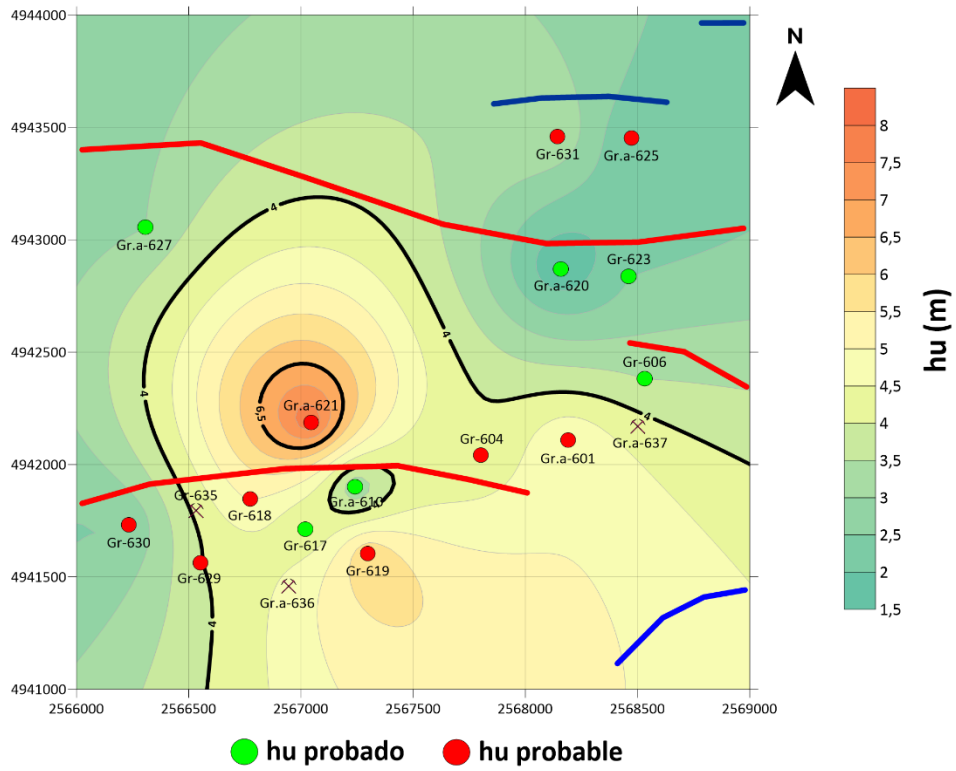 4944000
N
8
Gr-631
Gr.a-625
4943500
7,5
7
4
6,5
Gr.a-627
Gr-623
4943000
6
Gr.a-620
5,5
hu (m)
4
5
4942500
Gr-606
4,5
4
4
4
6,5
Gr.a-621
3,5
Gr-604
Gr.a-601
Gr.a-637
3
4942000
Gr-635
Gr.a-610
2,5
Gr-618
2
Gr-630
Gr-617
1,5
4941500
Gr-629
Gr-619
Gr.a-636
4
4941000
2566000 2566500 2567000 2567500 2568000 2568500 2569000
hu probado hu probable